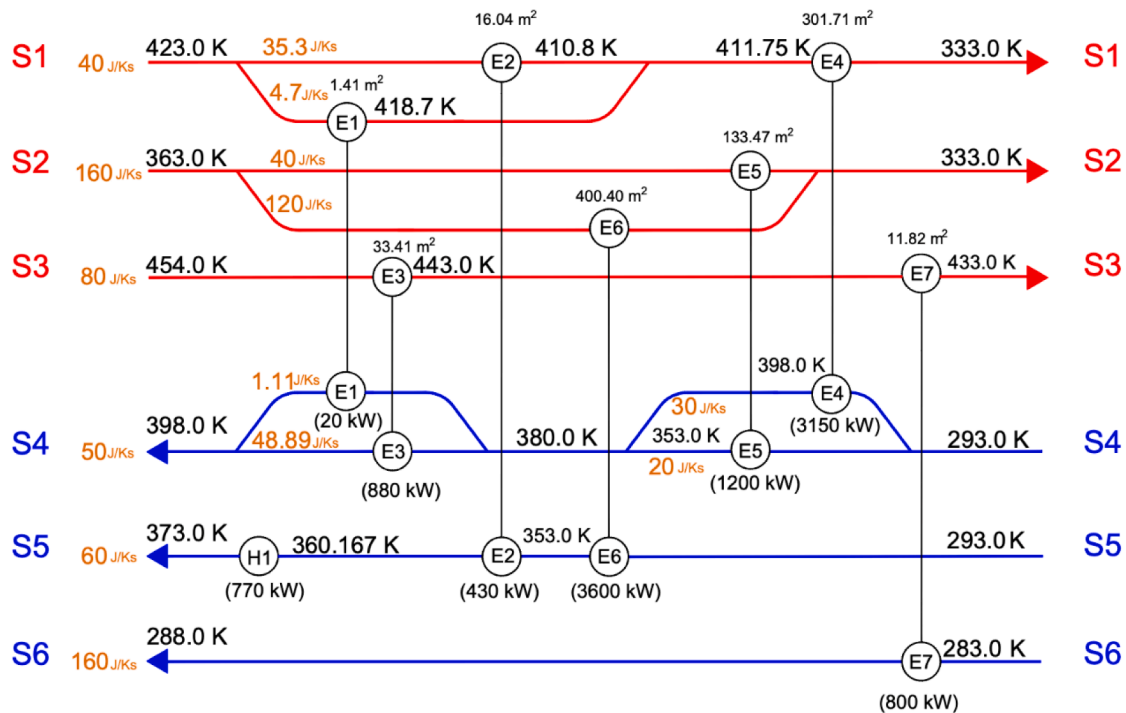 16.04 m²
301.71 m²
S1 40 J/Ks 423.0 K 35.3 J/Ks E2 410.8 K 411.75 K E4 333.0 K S1
4.7 J/Ks 1.41 m² E1 418.7 K
133.47 m²
S2 160 J/Ks 363.0 K 40 J/Ks E5 333.0 K S2
120 J/Ks 400.40 m² E6
33.41 m² 11.82 m²
S3 80 J/Ks 454.0 K E3 443.0 K E7 433.0 K S3
1.11 J/Ks E1 (20 kW) 30 J/Ks 398.0 K E4 (3150 kW)
S4 50 J/Ks 398.0 K 48.89 J/Ks E3 380.0 K 20 J/Ks 353.0 K E5 293.0 K S4
(880 kW) (1200 kW)
S5 60 J/Ks 373.0 K H1 360.167 K E2 353.0 K E6 293.0 K S5
(770 kW) (430 kW) (3600 kW)
S6 160 J/Ks 288.0 K E7 283.0 K S6
(800 kW)